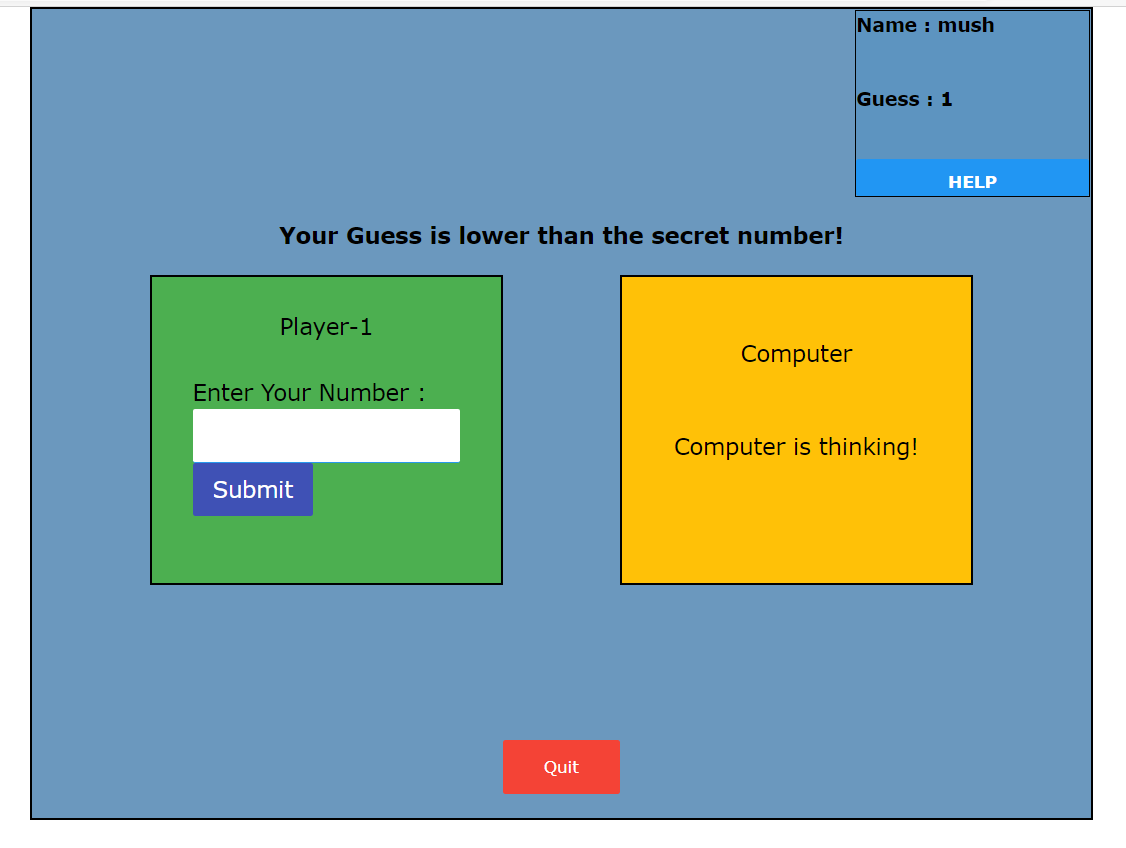 Name : mush
Guess : 1
HELP
Your Guess is lower than the secret number!
Player-1
Enter Your Number :
Submit
Computer
Computer is thinking!
Quit